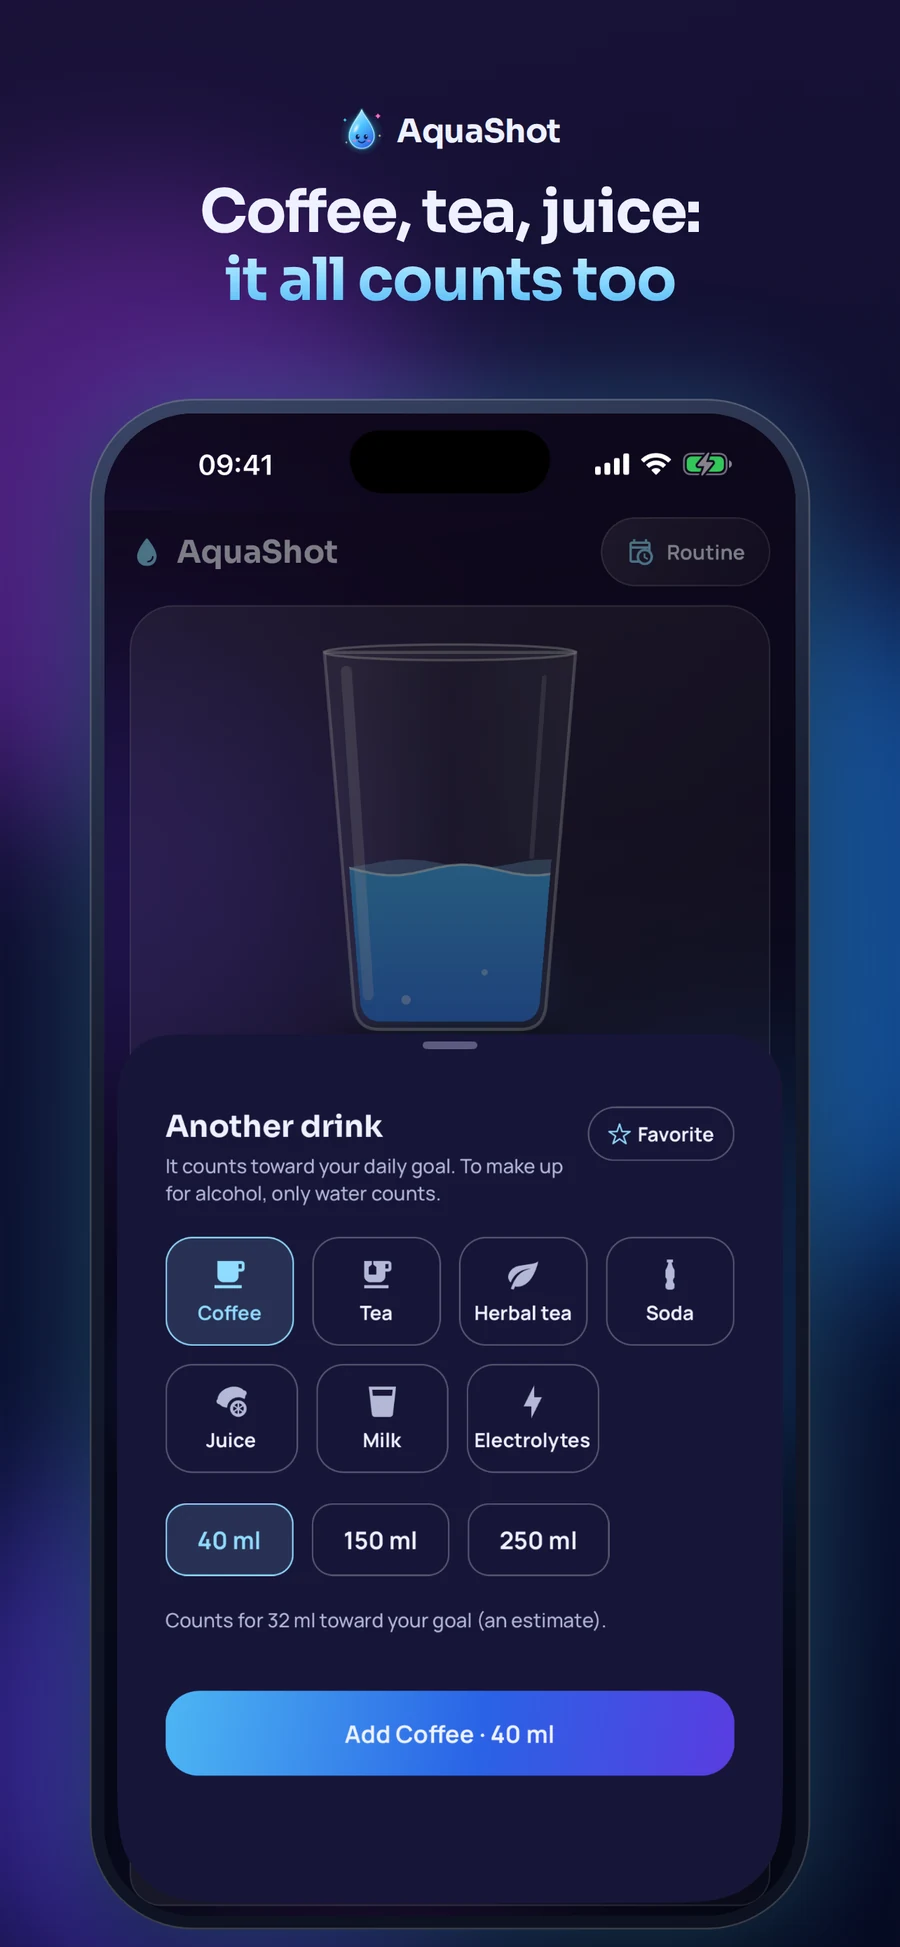 AquaShot
Coffee, tea, juice:
it all counts too
09:41
AquaShot
Routine
Another drink
Favorite
It counts toward your daily goal. To make up
for alcohol, only water counts.
Coffee
Tea
Herbal tea
Soda
Juice
Milk
Electrolytes
40 ml
150 ml
250 ml
Counts for 32 ml toward your goal (an estimate).
Add Coffee · 40 ml